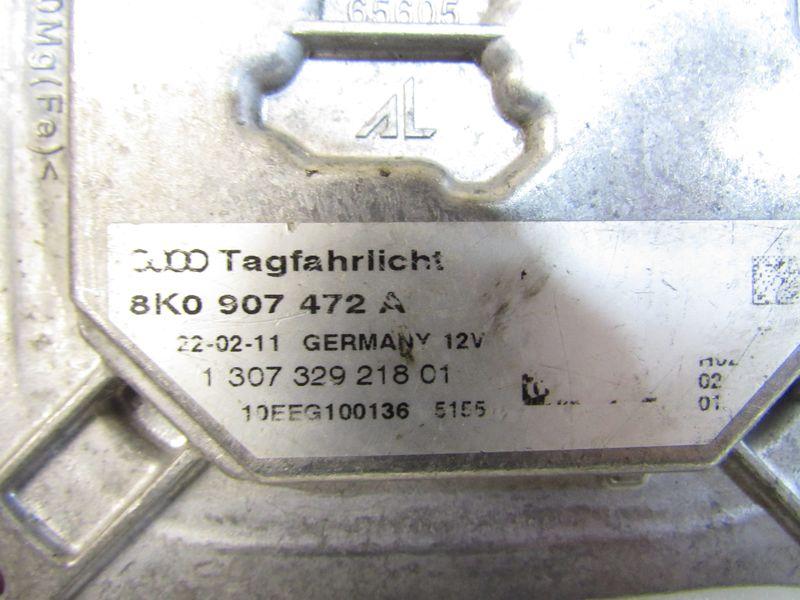 65605
AL
Tagfahrlicht
8K0 907 472 A
22-02-11 GERMANY 12V
1 307 329 218 01
10EEG100136 5155
02
01